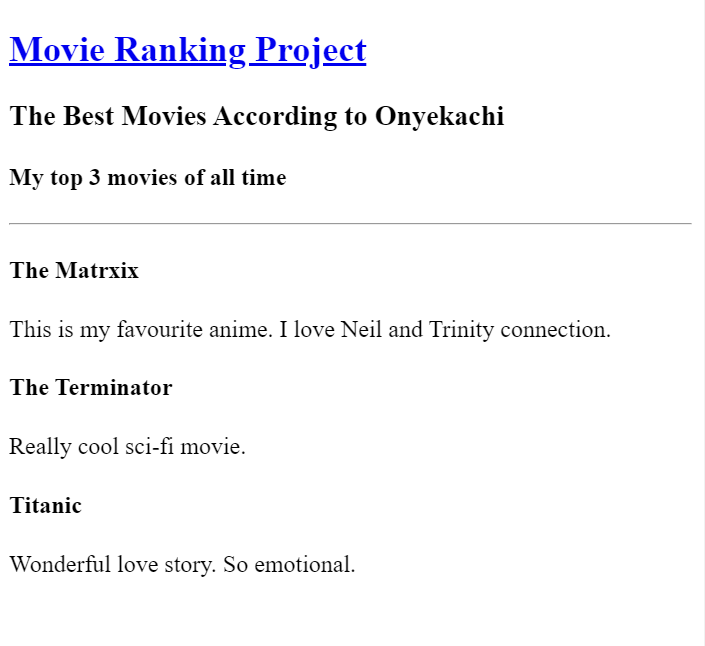 Movie Ranking Project
The Best Movies According to Onyekachi
My top 3 movies of all time
The Matrxix
This is my favourite anime. I love Neil and Trinity connection.
The Terminator
Really cool sci-fi movie.
Titanic
Wonderful love story. So emotional.